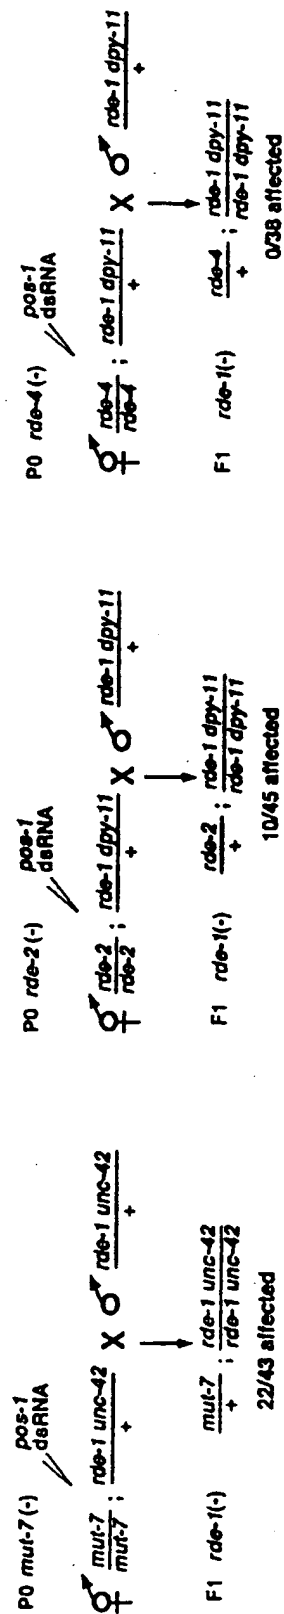 P0 mut-7(-)
pos-1
dsRNA
mut-7
mut-7
;
rde-1 unc-42
+
X
rde-1 unc-42
+
F1 rde-1(-)
mut-7
+
;
rde-1 unc-42
rde-1 unc-42
22/43 affected
P0 rde-2(-)
pos-1
dsRNA
rde-2
rde-2
;
rde-1 dpy-11
+
X
rde-1 dpy-11
+
F1 rde-1(-)
rde-2
+
;
rde-1 dpy-11
rde-1 dpy-11
10/45 affected
P0 rde-4(-)
pos-1
dsRNA
rde-4
rde-4
;
rde-1 dpy-11
+
X
rde-1 dpy-11
+
F1 rde-1(-)
rde-4
+
;
rde-1 dpy-11
rde-1 dpy-11
0/38 affected